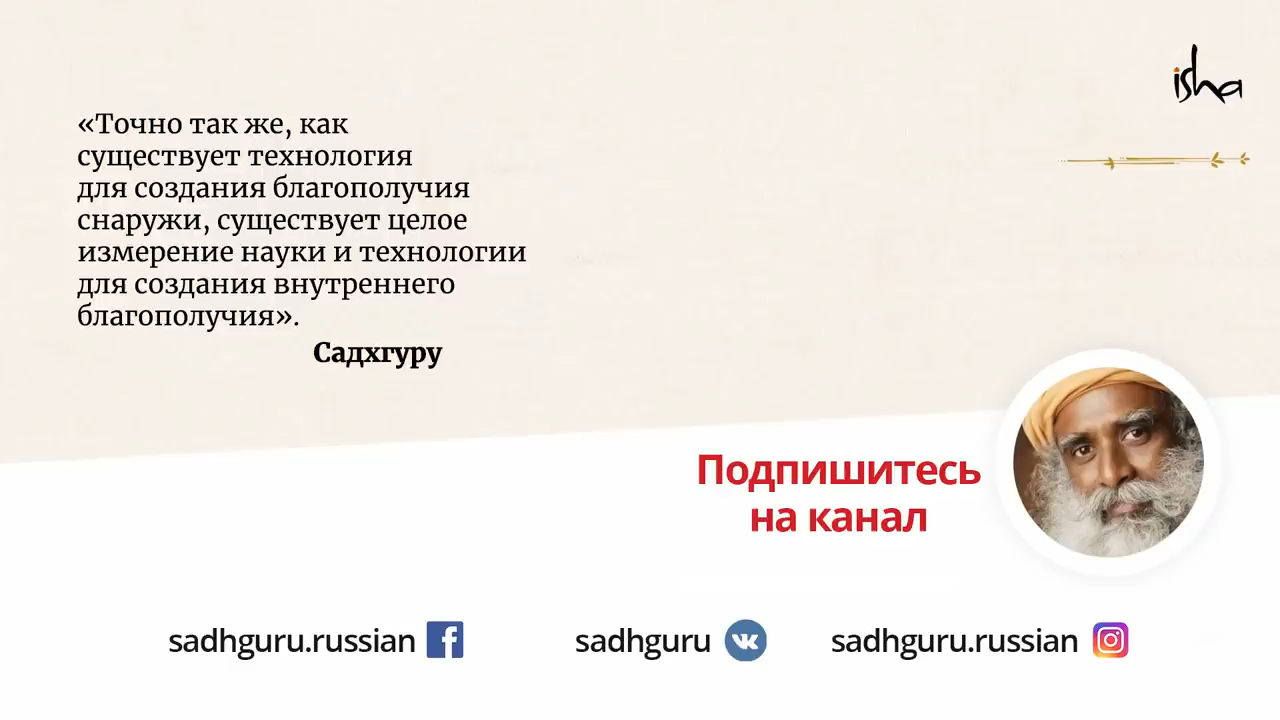 isha
«Точно так же, как
существует технология
для создания благополучия
снаружи, существует целое
измерение науки и технологии
для создания внутреннего
благополучия».
Садхгуру
Подпишитесь
на канал
sadhguru.russian
sadhguru
sadhguru.russian